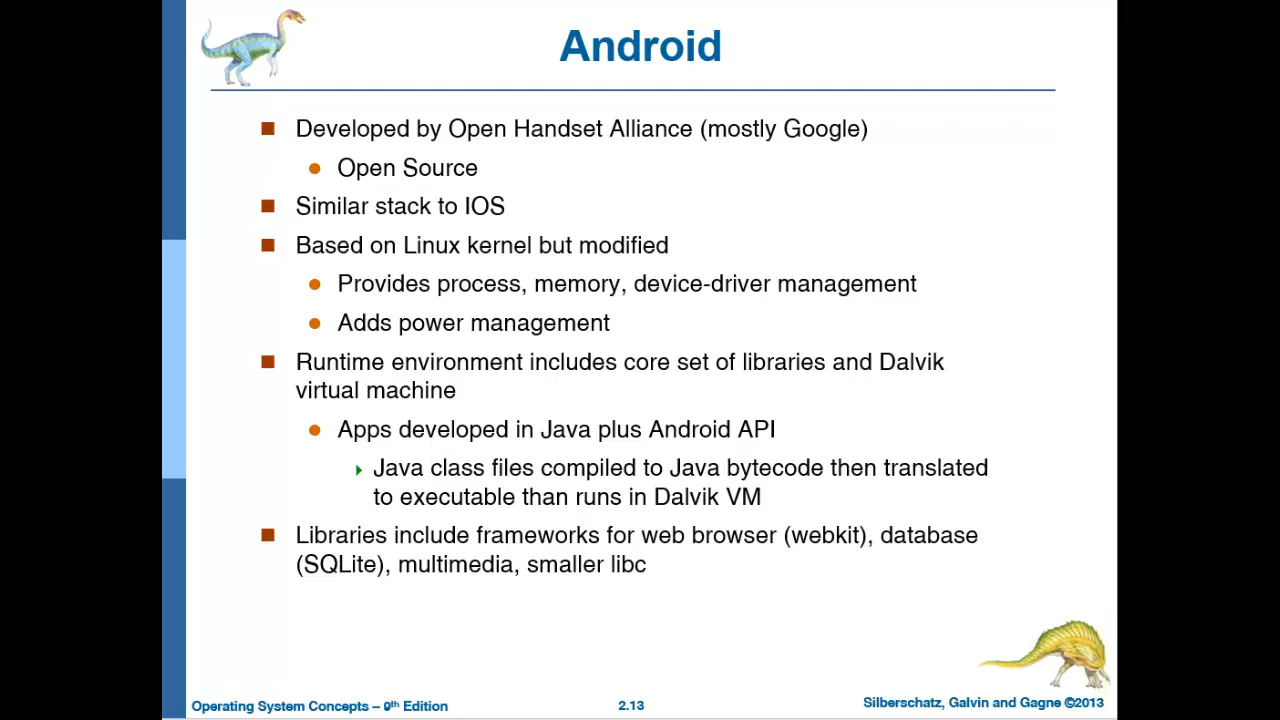 Android
Developed by Open Handset Alliance (mostly Google)
Open Source
Similar stack to IOS
Based on Linux kernel but modified
Provides process, memory, device-driver management
Adds power management
Runtime environment includes core set of libraries and Dalvik
virtual machine
Apps developed in Java plus Android API
Java class files compiled to Java bytecode then translated
to executable than runs in Dalvik VM
Libraries include frameworks for web browser (webkit), database
(SQLite), multimedia, smaller libc
Operating System Concepts – 9th Edition
2.13
Silberschatz, Galvin and Gagne ©2013